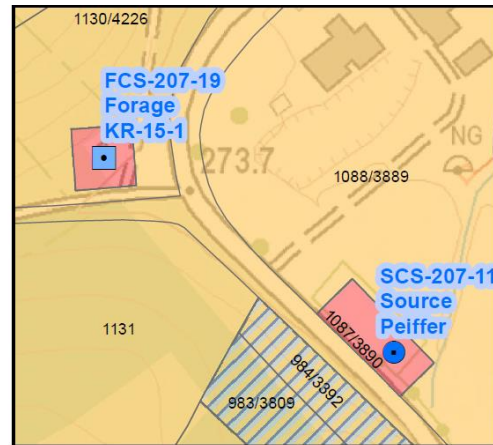 1130/4226
FCS-207-19
Forage
KR-15-1
273.7
NG
1088/3889
SCS-207-11
Source
Peiffer
1131
1087/3890
984/3392
983/3809